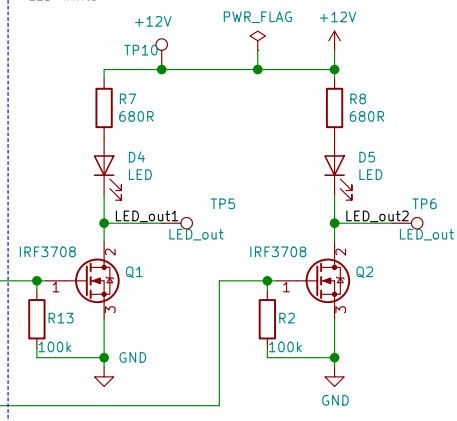 +12V
PWR_FLAG
+12V
TP10
R7
680R
R8
680R
D4
LED
D5
LED
LED_out1
TP5
LED_out
LED_out2
TP6
LED_out
IRF3708
2
Q1
1
3
IRF3708
2
Q2
1
3
R13
100k
GND
R2
100k
GND